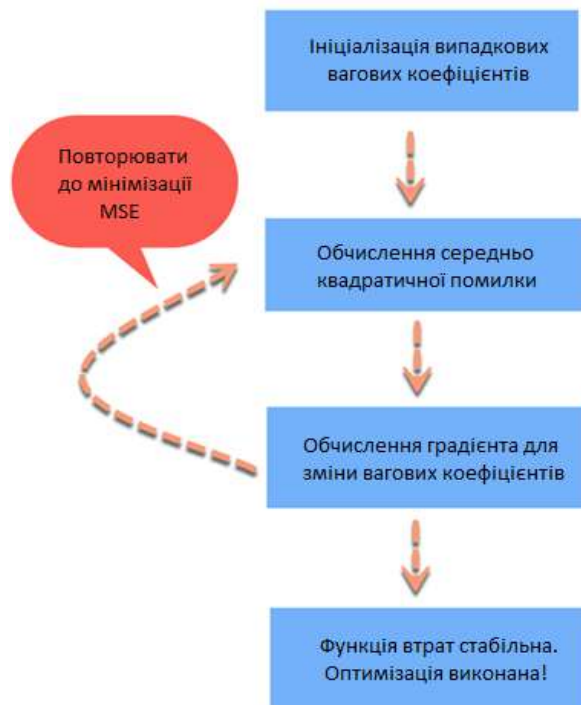 Ініціалізація випадкових
вагових коефіцієнтів
Повторювати
до мінімізації
MSE
Обчислення середньо
квадратичної помилки
Обчислення градієнта для
зміни вагових коефіцієнтів
Функція втрат стабільна.
Оптимізація виконана!